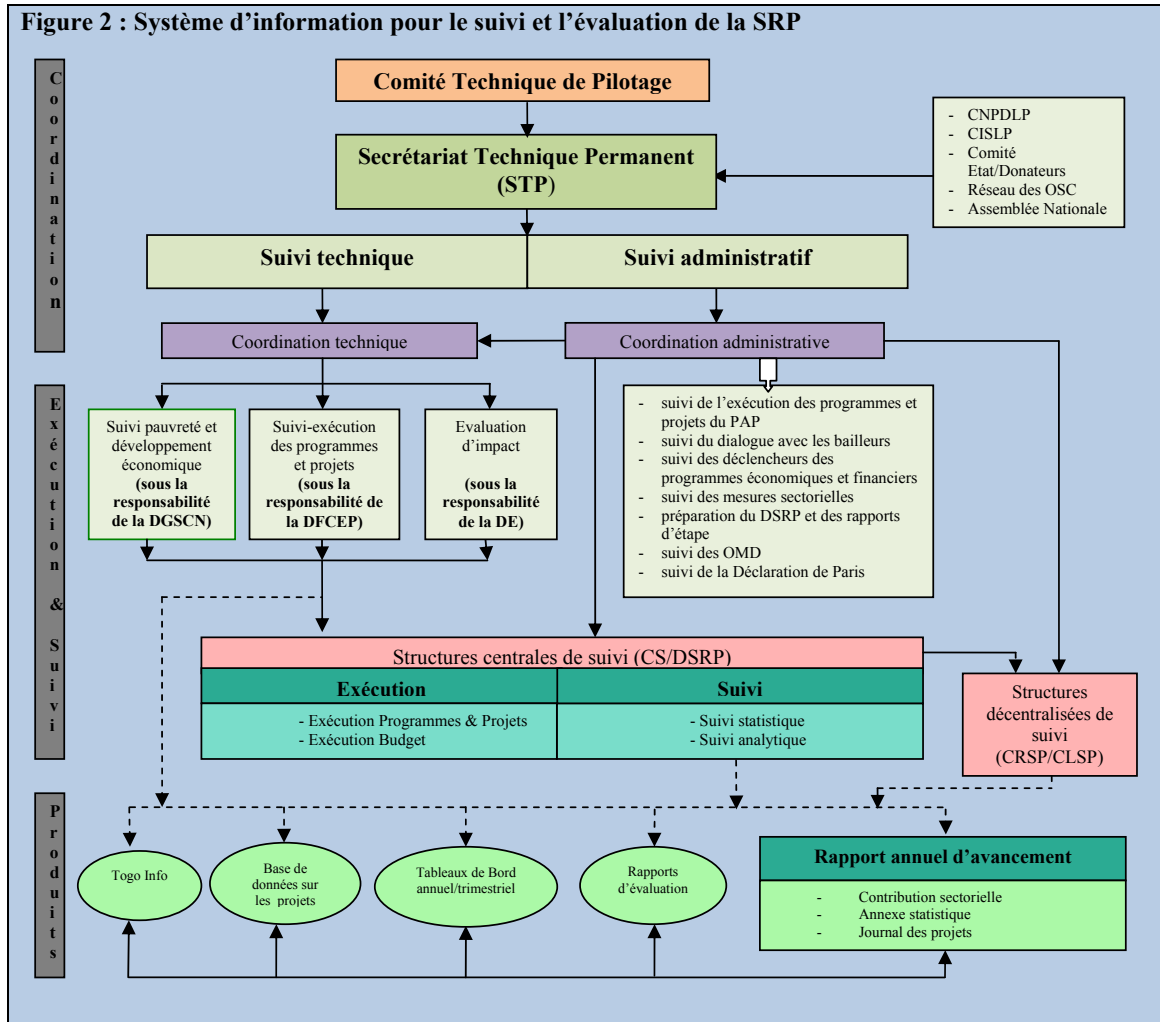 Figure 2 : Système d'information pour le suivi et l'évaluation de la SRP
Coordination
Comité Technique de Pilotage
Secrétariat Technique Permanent
(STP)
- CNPDLP
- CISLP
- Comité
Etat/Donateurs
- Réseau des OSC
- Assemblée Nationale
Suivi technique
Suivi administratif
Coordination technique
Coordination administrative
Exécution & Suivi
Suivi pauvreté et
développement
économique
(sous la
responsabilité
de la DGSCN)
Suivi-exécution
des programmes
et projets
(sous la
responsabilité de
la DFCEP)
Evaluation
d'impact
(sous la
responsabilité
de la DE)
- suivi de l'exécution des programmes et
projets du PAP
- suivi du dialogue avec les bailleurs
- suivi des déclencheurs des
programmes économiques et financiers
- suivi des mesures sectorielles
- préparation du DSRP et des rapports
d'étape
- suivi des OMD
- suivi de la Déclaration de Paris
Structures centrales de suivi (CS/DSRP)
Exécution
Suivi
- Exécution Programmes & Projets
- Exécution Budget
- Suivi statistique
- Suivi analytique
Structures
décentralisées de
suivi
(CRSP/CLSP)
Produits
Togo Info
Base de
données sur
les projets
Tableaux de Bord
annuel/trimestriel
Rapports
d'évaluation
Rapport annuel d'avancement
- Contribution sectorielle
- Annexe statistique
- Journal des projets